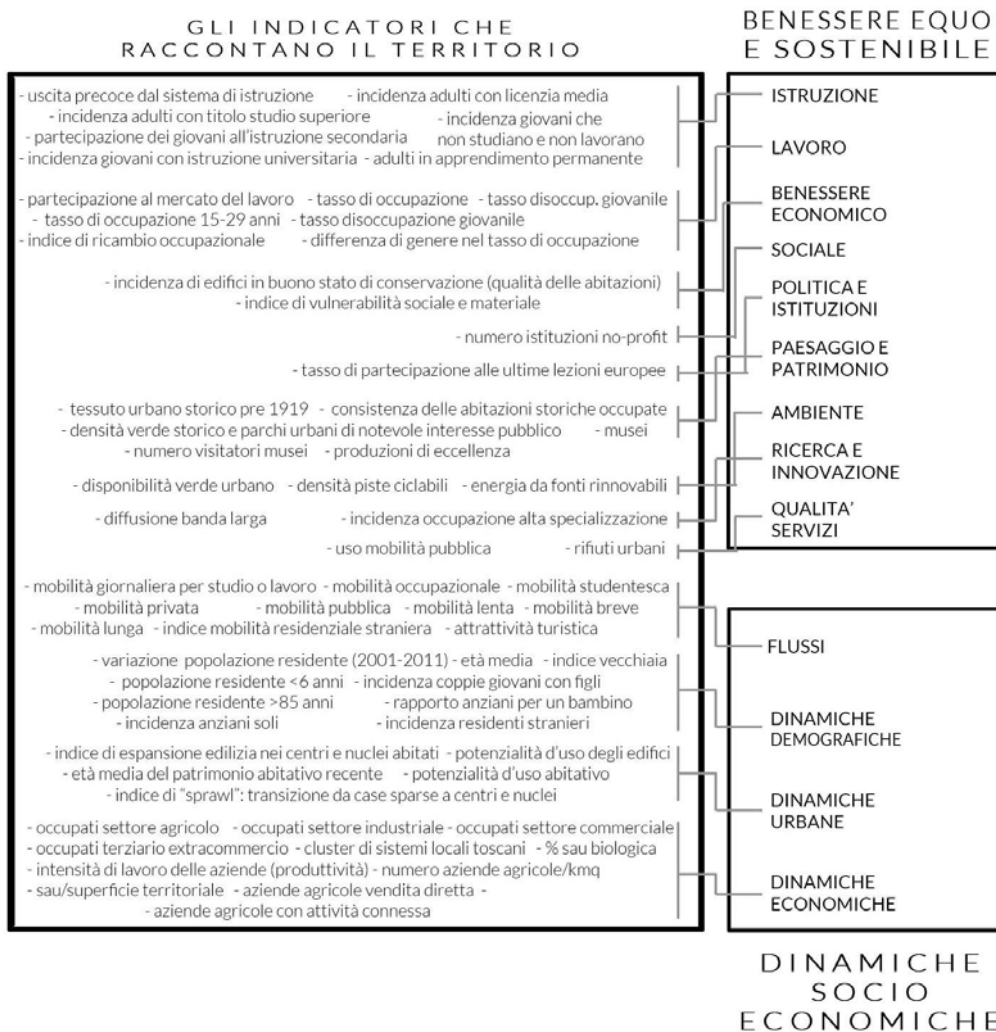 GLI INDICATORI CHE
RACCONTANO IL TERRITORIO
- uscita precoce dal sistema di istruzione - incidenza adulti con licenzia media
- incidenza adulti con titolo studio superiore - incidenza giovani che
- partecipazione dei giovani all'istruzione secondaria non studiano e non lavorano
- incidenza giovani con istruzione universitaria - adulti in apprendimento permanente
- partecipazione al mercato del lavoro - tasso di occupazione - tasso disoccup. giovanile
- tasso di occupazione 15-29 anni - tasso disoccupazione giovanile
- indice di ricambio occupazionale - differenza di genere nel tasso di occupazione
- incidenza di edifici in buono stato di conservazione (qualità delle abitazioni)
- indice di vulnerabilità sociale e materiale
- numero istituzioni no-profit
- tasso di partecipazione alle ultime lezioni europee
- tessuto urbano storico pre 1919 - consistenza delle abitazioni storiche occupate
- densità verde storico e parchi urbani di notevole interesse pubblico - musei
- numero visitatori musei - produzioni di eccellenza
- disponibilità verde urbano - densità piste ciclabili - energia da fonti rinnovabili
- diffusione banda larga - incidenza occupazione alta specializzazione
- uso mobilità pubblica - rifiuti urbani
- mobilità giornaliera per studio o lavoro - mobilità occupazionale - mobilità studentesca
- mobilità privata - mobilità pubblica - mobilità lenta - mobilità breve
- mobilità lunga - indice mobilità residenziale straniera - attrattività turistica
- variazione popolazione residente (2001-2011) - età media - indice vecchiaia
- popolazione residente <6 anni - incidenza coppie giovani con figli
- popolazione residente >85 anni - rapporto anziani per un bambino
- incidenza anziani soli - incidenza residenti stranieri
- indice di espansione edilizia nei centri e nuclei abitati - potenzialità d'uso degli edifici
- età media del patrimonio abitativo recente - potenzialità d'uso abitativo
- indice di "sprawl": transizione da case sparse a centri e nuclei
- occupati settore agricolo - occupati settore industriale - occupati settore commerciale
- occupati terziario extracommercio - cluster di sistemi locali toscani - % sau biologica
- intensità di lavoro delle aziende (produttività) - numero aziende agricole/kmq
- sau/superficie territoriale - aziende agricole vendita diretta -
- aziende agricole con attività connessa
BENESSERE EQUO
E SOSTENIBILE
ISTRUZIONE
LAVORO
BENESSERE
ECONOMICO
SOCIALE
POLITICA E
ISTITUZIONI
PAESAGGIO E
PATRIMONIO
AMBIENTE
RICERCA E
INNOVAZIONE
QUALITA'
SERVIZI
FLUSSI
DINAMICHE
DEMOGRAFICHE
DINAMICHE
URBANE
DINAMICHE
ECONOMICHE
DINAMICHE
SOCIO
ECONOMICHE